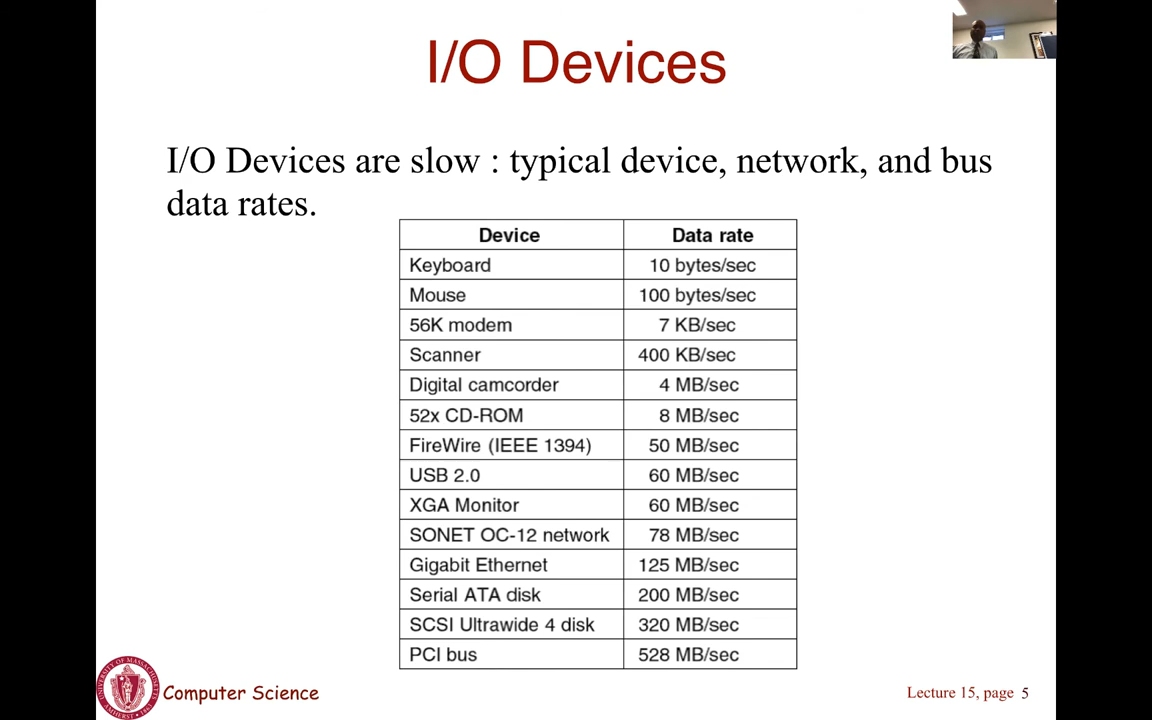 I/O Devices
I/O Devices are slow : typical device, network, and bus
data rates.
Device Data rate
Keyboard 10 bytes/sec
Mouse 100 bytes/sec
56K modem 7 KB/sec
Scanner 400 KB/sec
Digital camcorder 4 MB/sec
52x CD-ROM 8 MB/sec
FireWire (IEEE 1394) 50 MB/sec
USB 2.0 60 MB/sec
XGA Monitor 60 MB/sec
SONET OC-12 network 78 MB/sec
Gigabit Ethernet 125 MB/sec
Serial ATA disk 200 MB/sec
SCSI Ultrawide 4 disk 320 MB/sec
PCI bus 528 MB/sec
Computer Science
Lecture 15, page 5